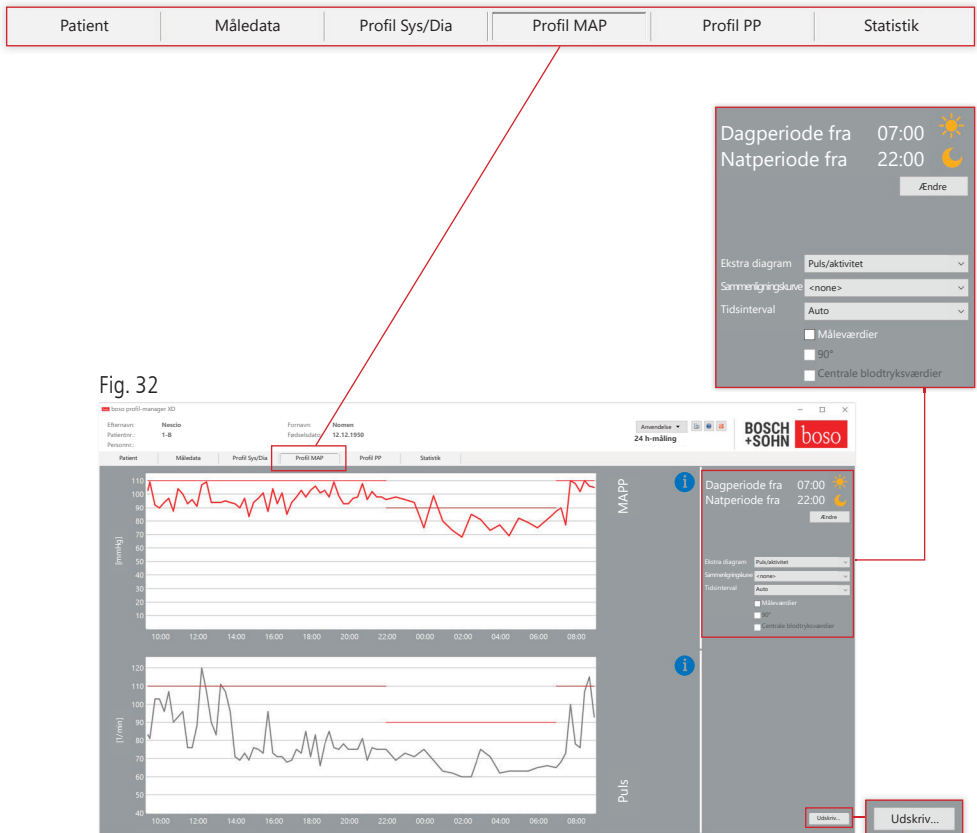 Patient Måledata Profil Sys/Dia Profil MAP Profil PP Statistik
Dagperiode fra 07:00
Natperiode fra 22:00
Ændre
Ekstra diagram Puls/aktivitet
Sammenligningskurve <none>
Tidsinterval Auto
Måleværdier
90°
Centrale blodtryksværdier
Fig. 32
boso profil-manager XD
Efternavn: Nescio Fornavn: Nomen
Patientnr.: 1-8 Fødselsdato: 12.12.1950
Personnr.:
Anvendelse
24 h-måling
BOSCH
+SOHN
boso
Patient Måledata Profil Sys/Dia Profil MAP Profil PP Statistik
110
100
90
80
70
60
50
40
30
20
10
[mmHg]
10:00 12:00 14:00 16:00 18:00 20:00 22:00 00:00 02:00 04:00 06:00 08:00
MAPP
i
Dagperiode fra 07:00
Natperiode fra 22:00
Ændre
Ekstra diagram Puls/aktivitet
Sammenligningskurve <none>
Tidsinterval Auto
Måleværdier
90°
Centrale blodtryksværdier
120
110
100
90
80
70
60
50
40
[1/min]
10:00 12:00 14:00 16:00 18:00 20:00 22:00 00:00 02:00 04:00 06:00 08:00
Puls
i
Udskriv...
Udskriv...